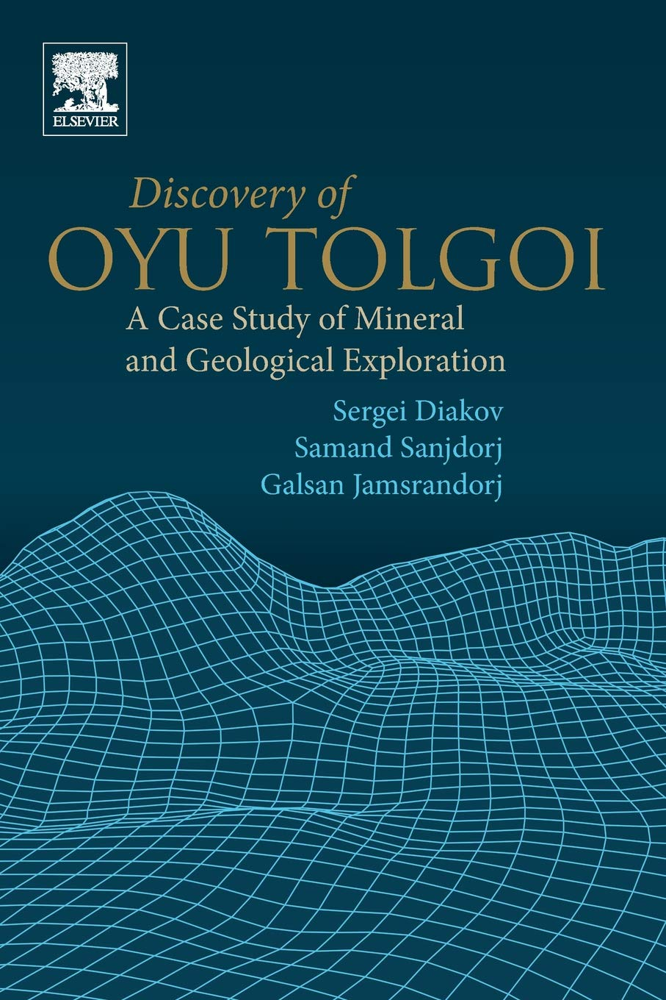 ELSEVIER
Discovery of
OYU TOLGOI
A Case Study of Mineral
and Geological Exploration
Sergei Diakov
Samand Sanjdorj
Galsan Jamsrandorj